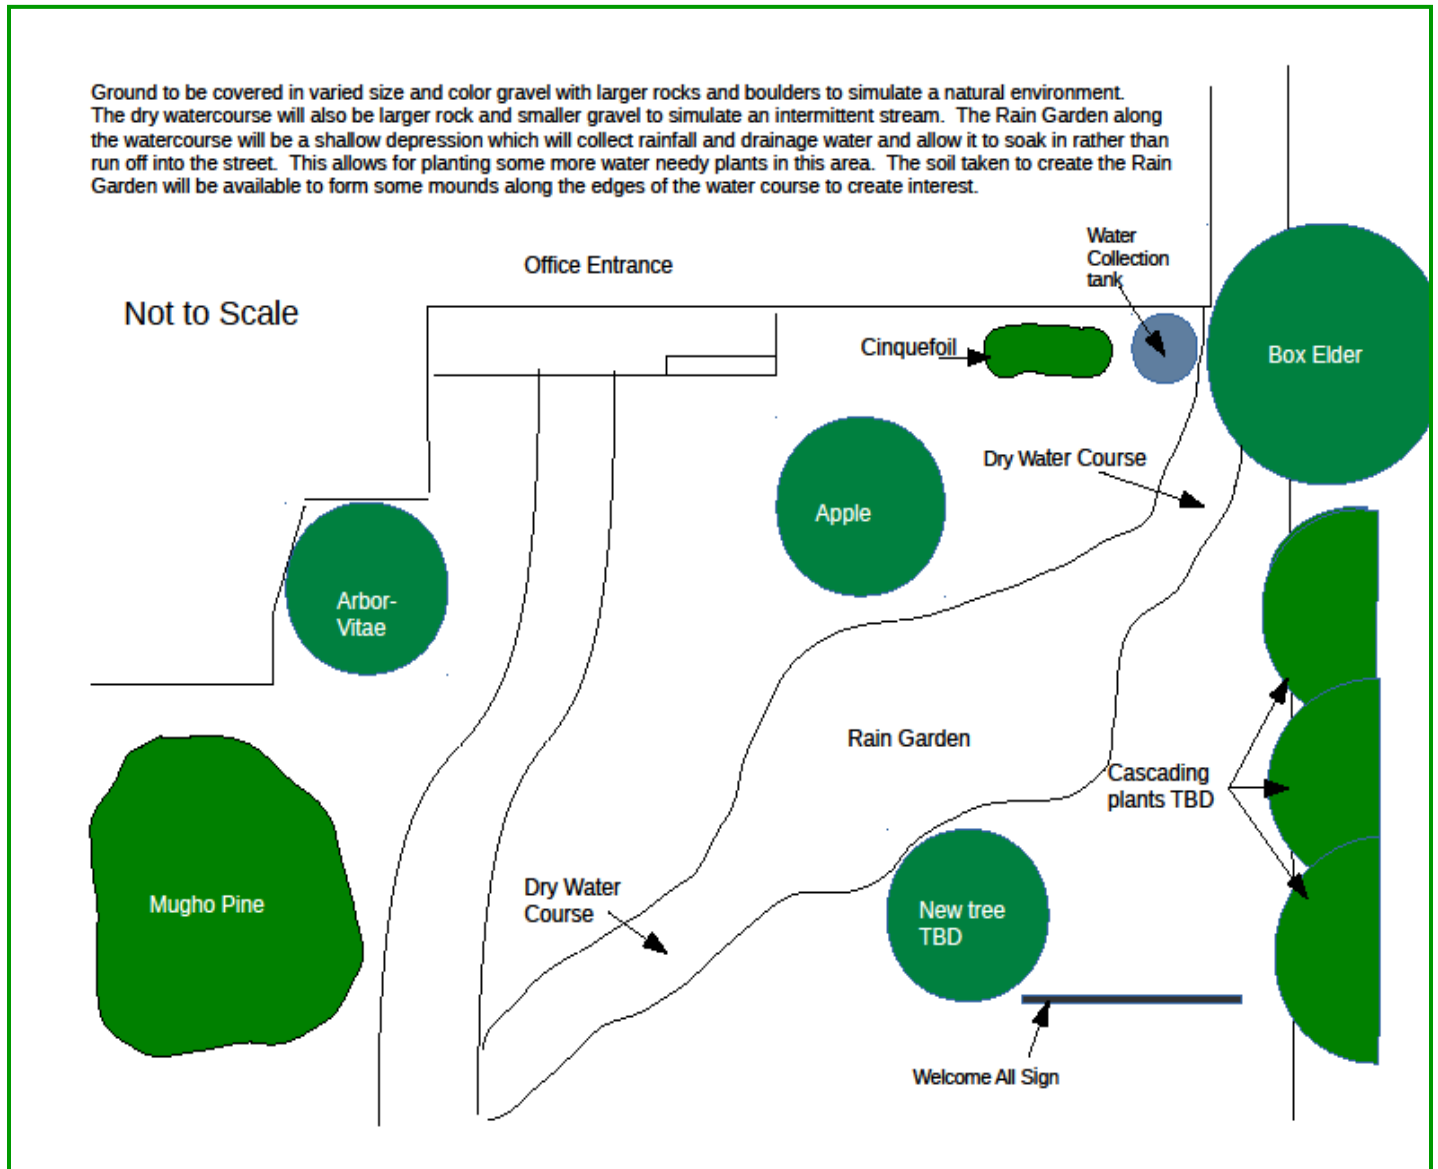 Ground to be covered in varied size and color gravel with larger rocks and boulders to simulate a natural environment.
The dry watercourse will also be larger rock and smaller gravel to simulate an intermittent stream.  The Rain Garden along
the watercourse will be a shallow depression which will collect rainfall and drainage water and allow it to soak in rather than
run off into the street.  This allows for planting some more water needy plants in this area.  The soil taken to create the Rain
Garden will be available to form some mounds along the edges of the water course to create interest.
Water
Collection
tank
Office Entrance
Not to Scale
Cinquefoil
Box Elder
Dry Water Course
Apple
Arbor-
Vitae
Rain Garden
Cascading
plants TBD
Dry Water
Course
Mugho Pine
New tree
TBD
Welcome All Sign